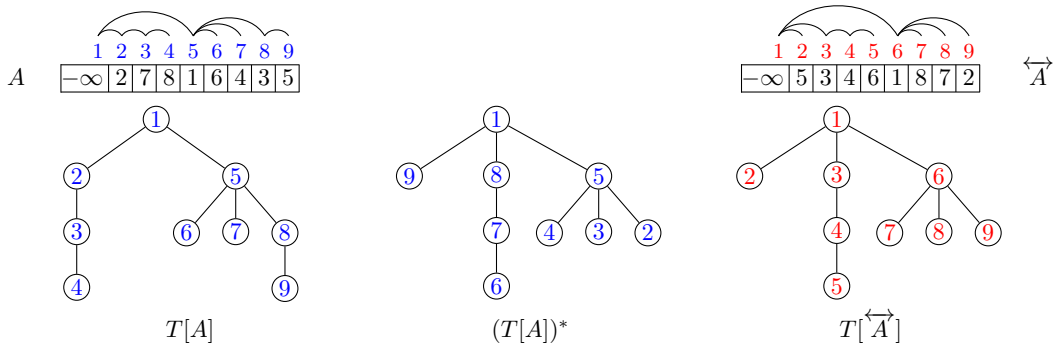 1 2 3 4 5 6 7 8 9
A −∞ 2 7 8 1 6 4 3 5
1
2 5
3 6 7 8
4 9
T[A]
1
9 8 5
7 4 3 2
6
(T[A])*
1 2 3 4 5 6 7 8 9
−∞ 5 3 4 6 1 8 7 2 A⃡
1
2 3 6
4 7 8 9
5
T[A⃡]